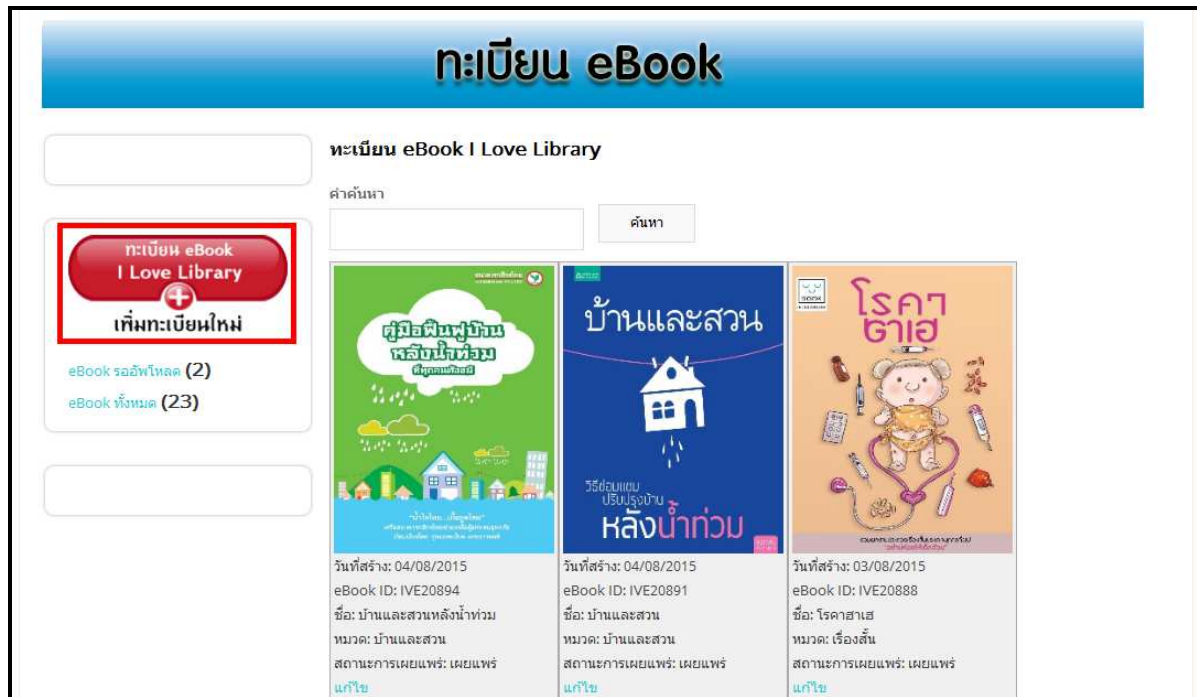 ทะเบียน eBook
ทะเบียน eBook
I Love Library
เพิ่มทะเบียนใหม่
eBook รออัพโหลด (2)
eBook ทั้งหมด (23)
ทะเบียน eBook I Love Library
คำค้นหา
ค้นหา
คู่มือฟื้นฟูบ้าน
หลังน้ำท่วม
วันที่สร้าง: 04/08/2015
eBook ID: IVE20894
ชื่อ: บ้านและสวนหลังน้ำท่วม
หมวด: บ้านและสวน
สถานะการเผยแพร่: เผยแพร่
แก้ไข
บ้านและสวน
วิธีซ่อมแซม
ปรับปรุงบ้าน
หลังน้ำท่วม
วันที่สร้าง: 04/08/2015
eBook ID: IVE20891
ชื่อ: บ้านและสวน
หมวด: บ้านและสวน
สถานะการเผยแพร่: เผยแพร่
แก้ไข
BOOK
โรคา
ฮาเฮ
วันที่สร้าง: 03/08/2015
eBook ID: IVE20888
ชื่อ: โรคาฮาเฮ
หมวด: เรื่องสั้น
สถานะการเผยแพร่: เผยแพร่
แก้ไข